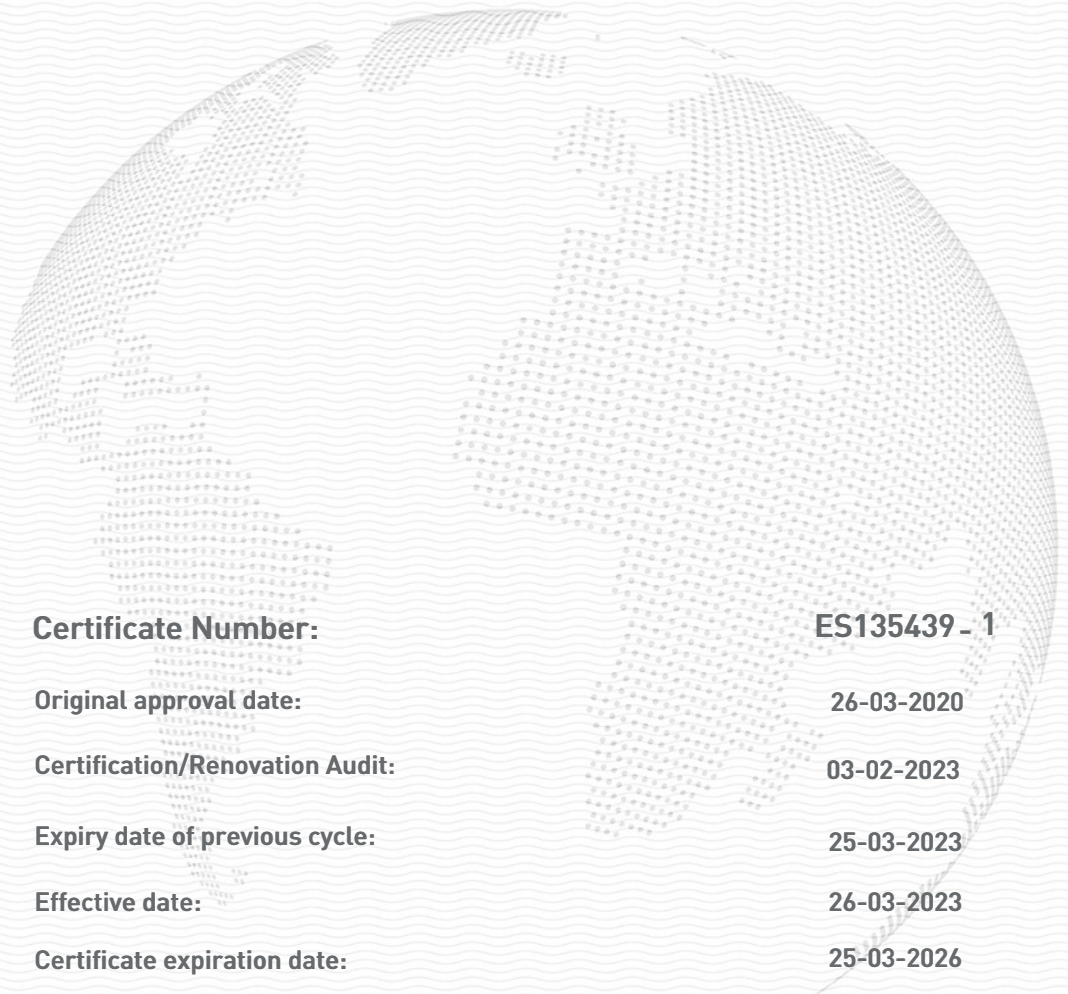 Certificate Number: ES135439- 1
Original approval date: 26-03-2020
Certification/Renovation Audit: 03-02-2023
Expiry date of previous cycle: 25-03-2023
Effective date: 26-03-2023
Certificate expiration date: 25-03-2026